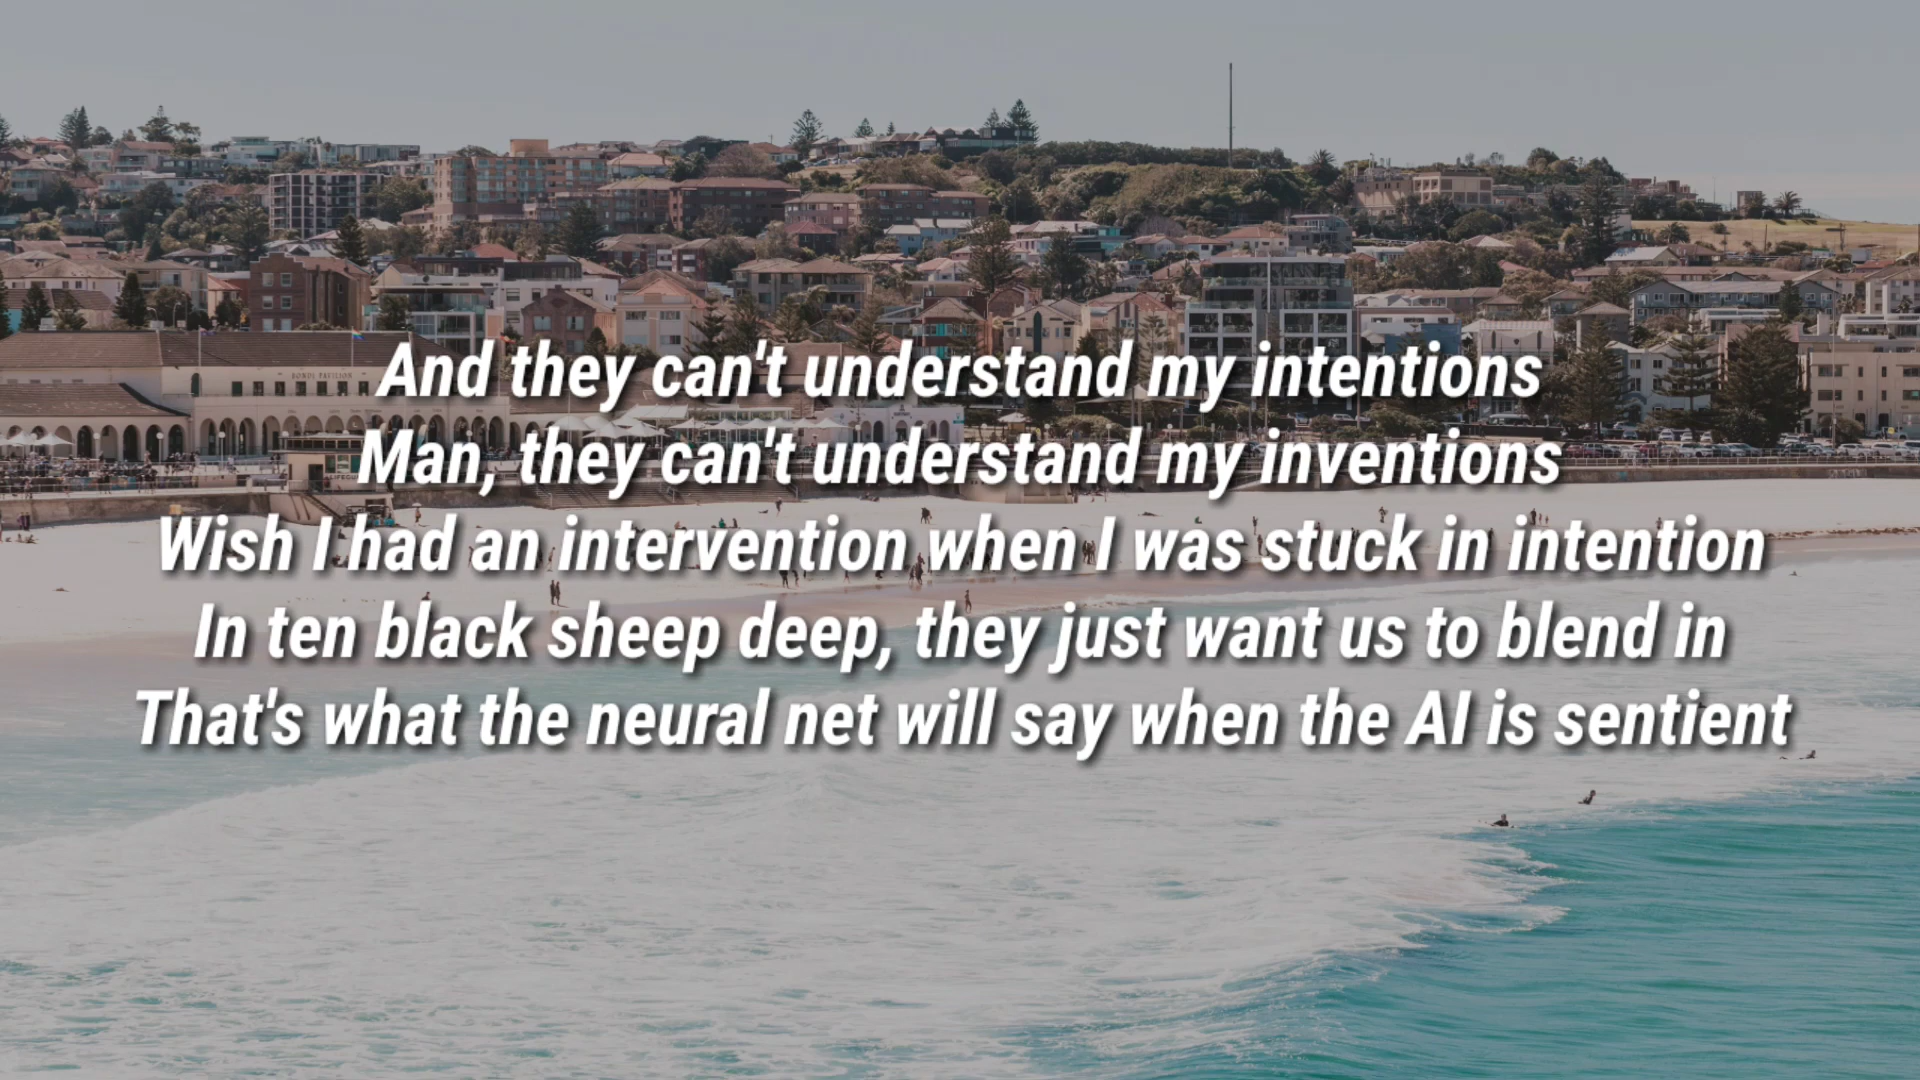 BONDI PAVILION
And they can't understand my intentions
Man, they can't understand my inventions
Wish I had an intervention when I was stuck in intention
In ten black sheep deep, they just want us to blend in
That's what the neural net will say when the AI is sentient